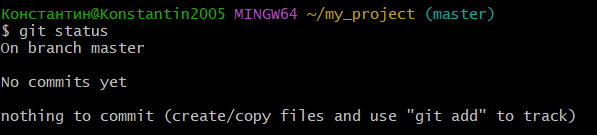 Константин@Konstantin2005 MINGW64 ~/my_project (master)
$ git status
On branch master
No commits yet
nothing to commit (create/copy files and use "git add" to track)